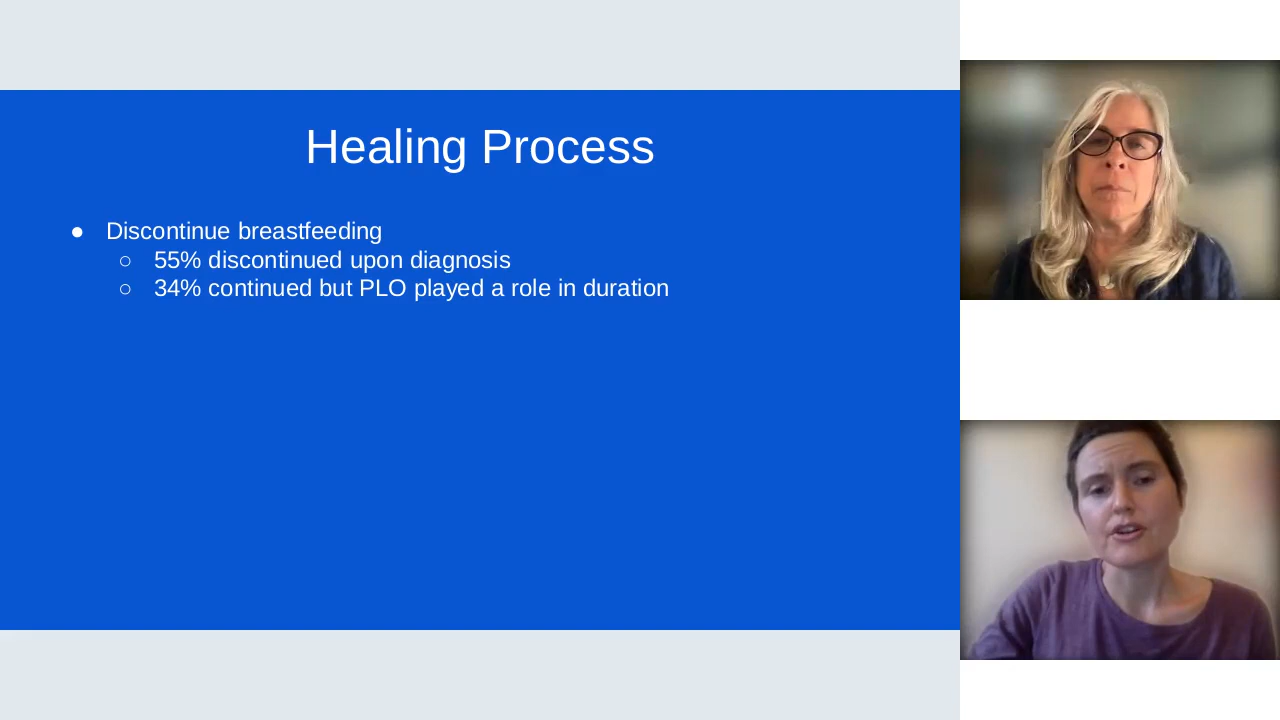 Healing Process
● Discontinue breastfeeding
○ 55% discontinued upon diagnosis
○ 34% continued but PLO played a role in duration